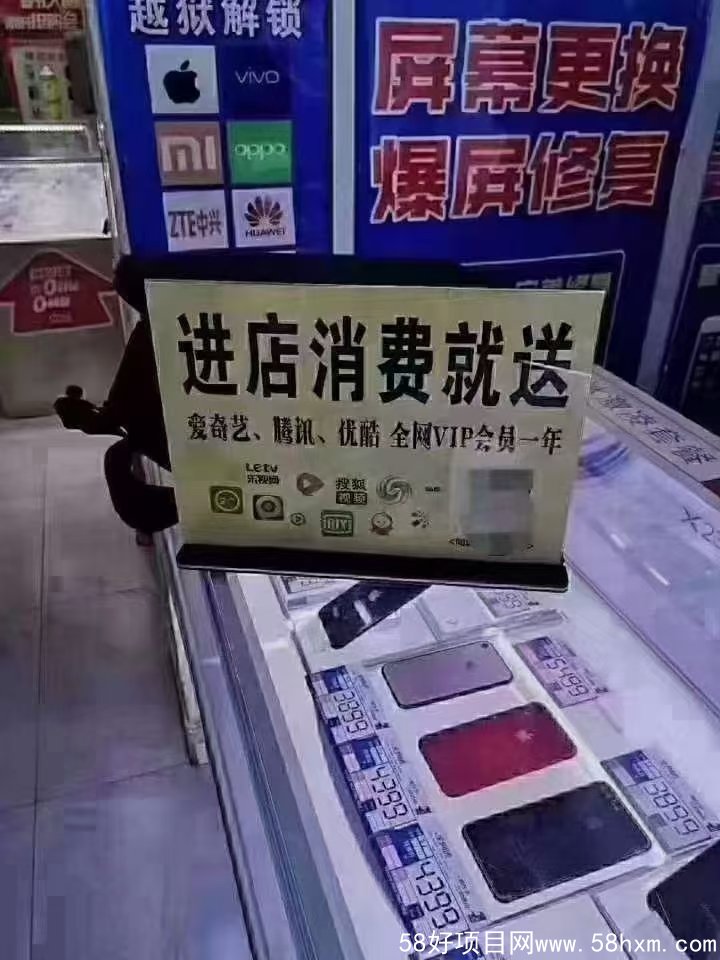 越狱解锁
vivo
MI
oppo
ZTE中兴
HUAWEI
屏幕更换
爆屏修复
进店消费就送
爱奇艺、腾讯、优酷 全网VIP会员一年
Letv
乐视网
搜狐
视频
3899
4399
4399
5499
3899
58好项目网www.58hxm.com